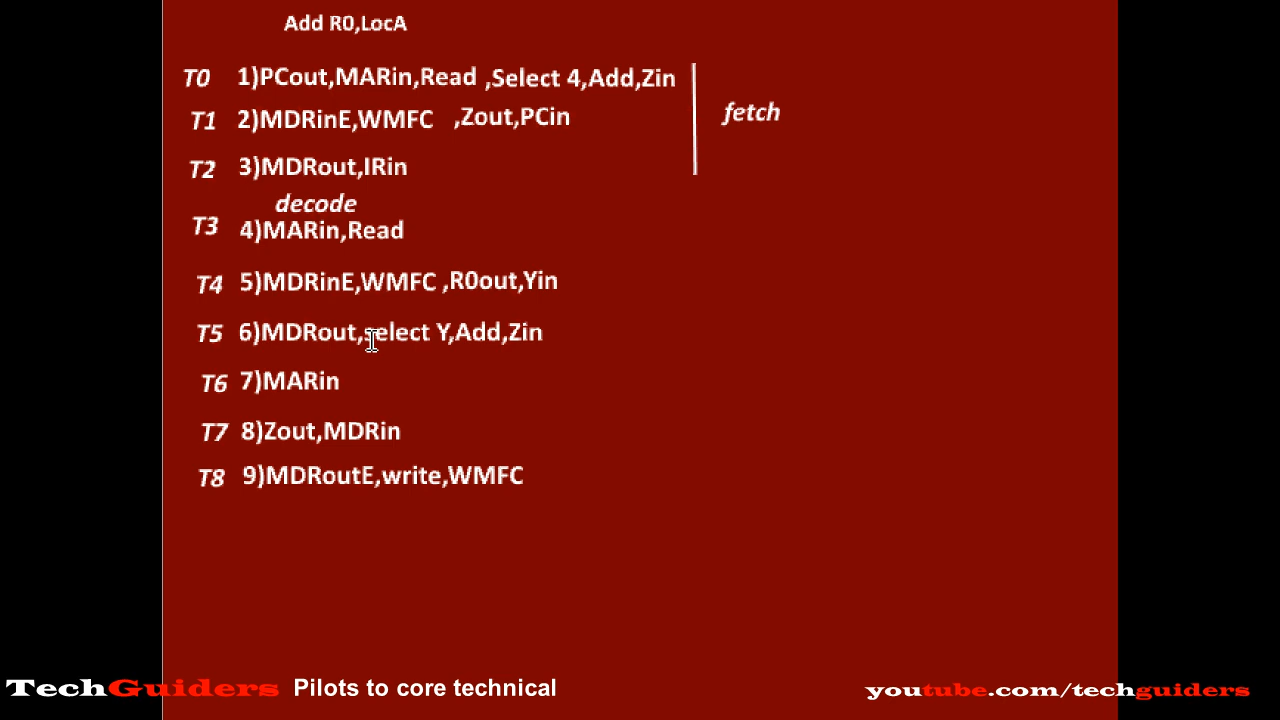 Add R0,LocA
T0 1)PCout,MARin,Read ,Select 4,Add,Zin
T1 2)MDRinE,WMFC ,Zout,PCin
fetch
T2 3)MDRout,IRin
decode
T3 4)MARin,Read
T4 5)MDRinE,WMFC ,R0out,Yin
T5 6)MDRout,select Y,Add,Zin
T6 7)MARin
T7 8)Zout,MDRin
T8 9)MDRoutE,write,WMFC
TechGuiders Pilots to core technical youtube.com/techguiders